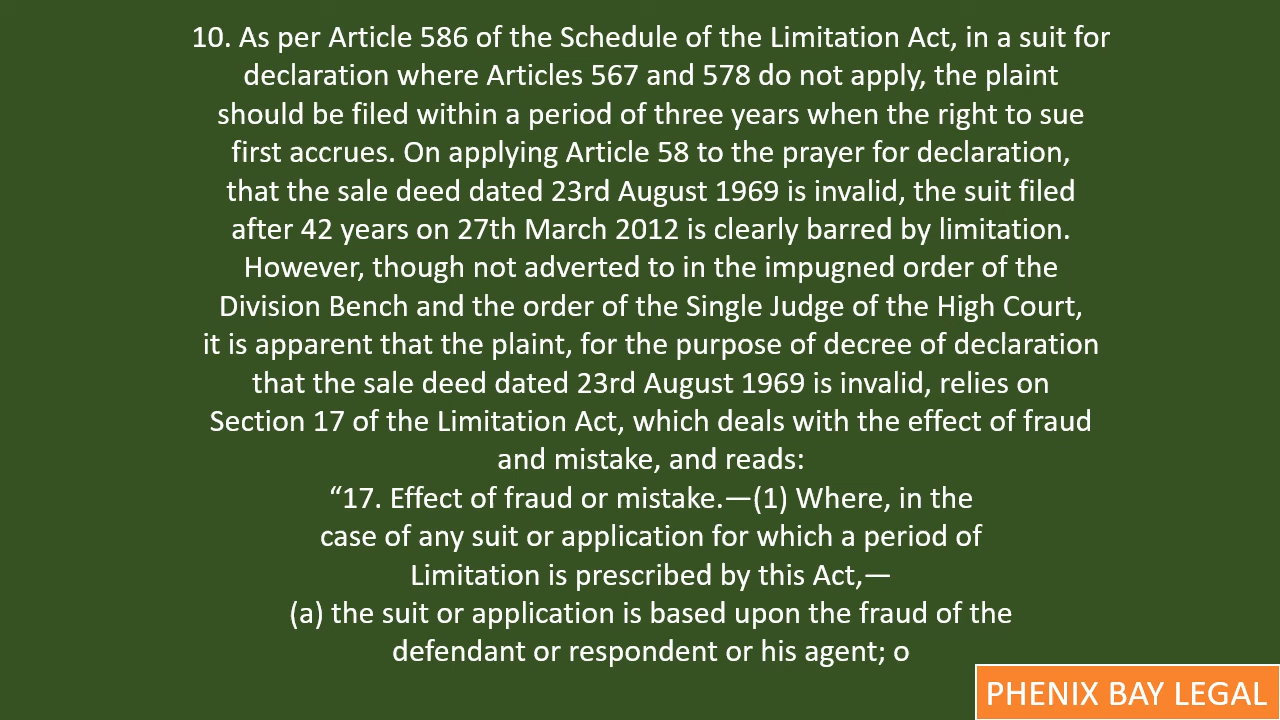 10. As per Article 586 of the Schedule of the Limitation Act, in a suit for
declaration where Articles 567 and 578 do not apply, the plaint
should be filed within a period of three years when the right to sue
first accrues. On applying Article 58 to the prayer for declaration,
that the sale deed dated 23rd August 1969 is invalid, the suit filed
after 42 years on 27th March 2012 is clearly barred by limitation.
However, though not adverted to in the impugned order of the
Division Bench and the order of the Single Judge of the High Court,
it is apparent that the plaint, for the purpose of decree of declaration
that the sale deed dated 23rd August 1969 is invalid, relies on
Section 17 of the Limitation Act, which deals with the effect of fraud
and mistake, and reads:
“17. Effect of fraud or mistake.—(1) Where, in the
case of any suit or application for which a period of
Limitation is prescribed by this Act,—
(a) the suit or application is based upon the fraud of the
defendant or respondent or his agent; o
PHENIX BAY LEGAL